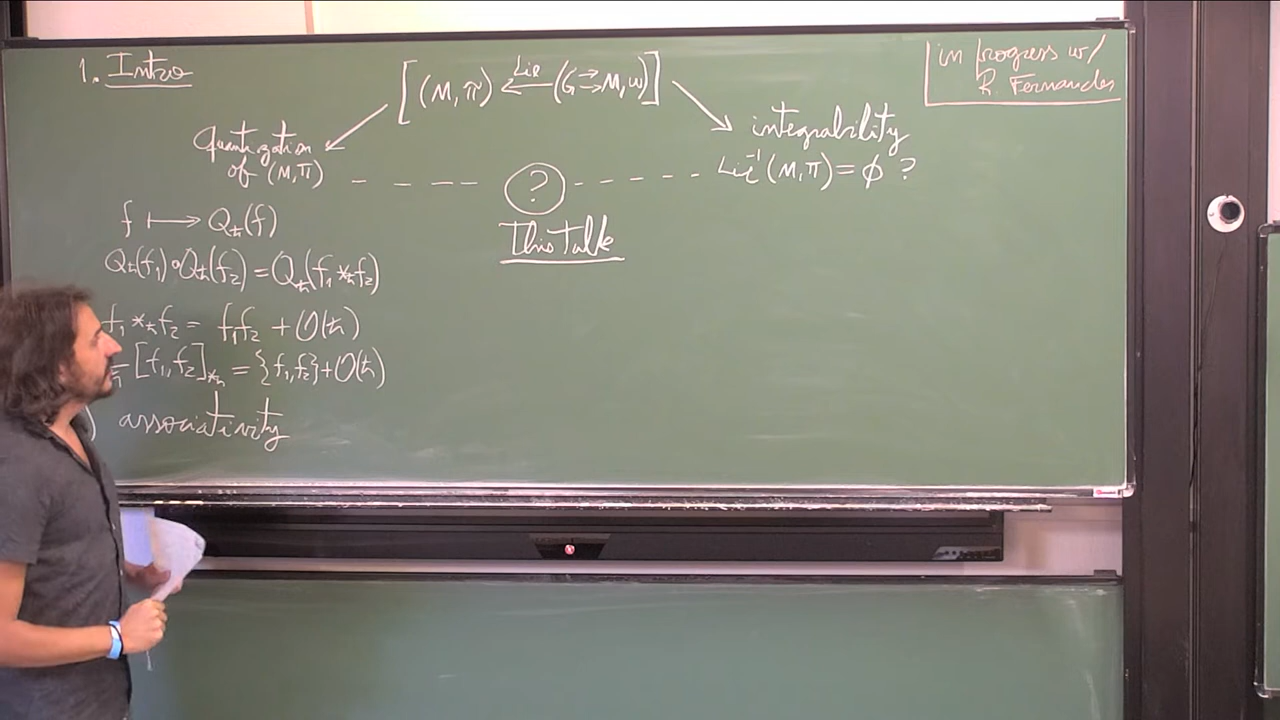 1. Intro
[(M,π) ←Lie− (G⇉M,ω)]
in progress w/
R. Fernandes
Quantization
of (M,π)
integrability
Lie⁻¹(M,π) = ∅ ?
?
This Talk
f ⟼ Qℏ(f)
Qℏ(f₁)∘Qℏ(f₂) = Qℏ(f₁ *ℏ f₂)
f₁ *ℏ f₂ = f₁f₂ + O(ℏ)
[f₁,f₂]*ℏ = {f₁,f₂} + O(ℏ)
) associativity